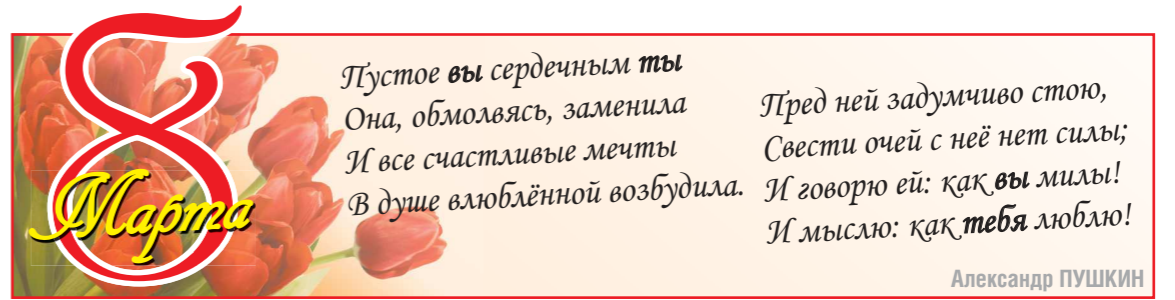 8
Марта
Пустое вы сердечным ты
Она, обмолвясь, заменила
И все счастливые мечты
В душе влюблённой возбудила.
Пред ней задумчиво стою,
Свести очей с неё нет силы;
И говорю ей: как вы милы!
И мыслю: как тебя люблю!
Александр ПУШКИН